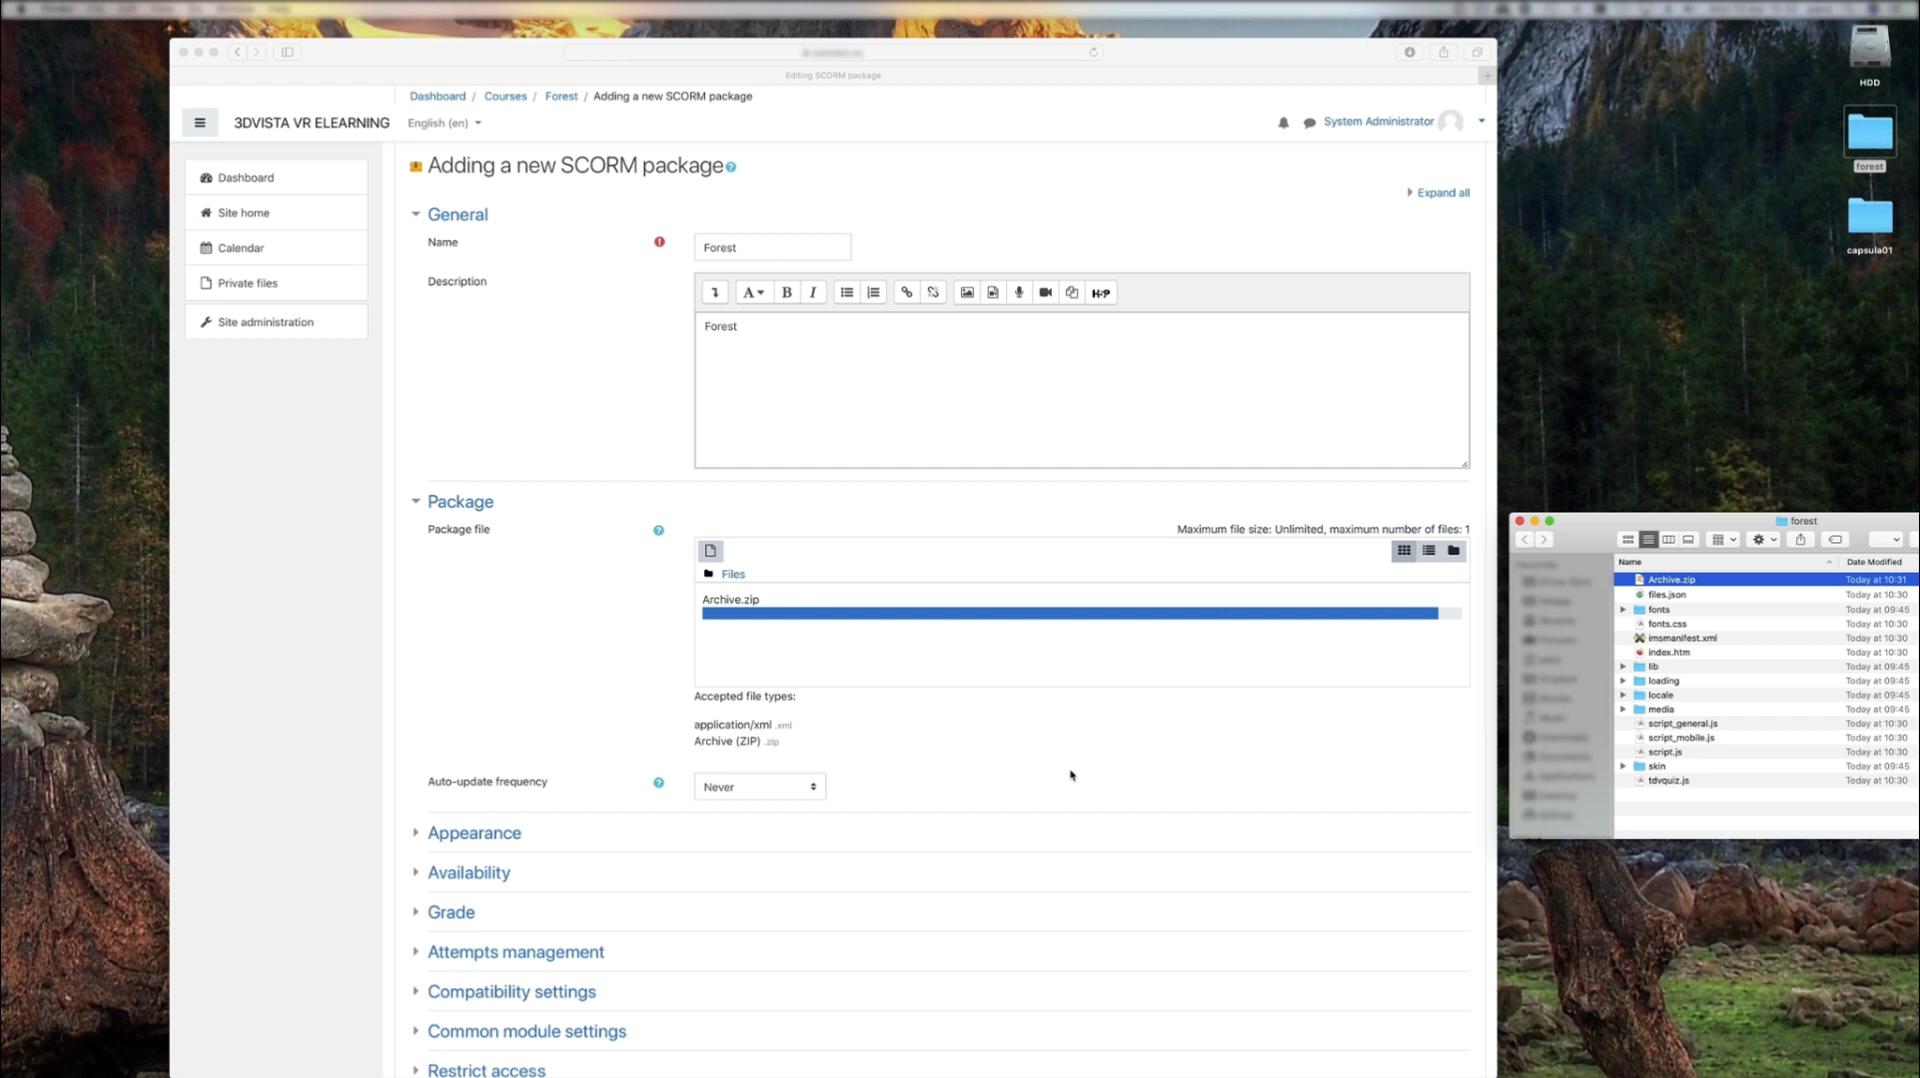 Editing SCORM package
Dashboard / Courses / Forest / Adding a new SCORM package
3DVISTA VR ELEARNING
English (en)
System Administrator
Dashboard
Site home
Calendar
Private files
Site administration
Adding a new SCORM package
Expand all
General
Name
Forest
Description
A B I
H-P
Forest
Package
Package file
Maximum file size: Unlimited, maximum number of files: 1
Files
Archive.zip
Accepted file types:
application/xml .xml
Archive (ZIP) .zip
Auto-update frequency
Never
Appearance
Availability
Grade
Attempts management
Compatibility settings
Common module settings
Restrict access
HDD
forest
capsula01
forest
Name Date Modified
Archive.zip Today at 10:31
files.json Today at 10:30
fonts Today at 09:45
fonts.css Today at 10:30
imsmanifest.xml Today at 10:30
index.htm Today at 10:30
lib Today at 09:45
loading Today at 09:45
locale Today at 09:45
media Today at 09:45
script_general.js Today at 10:30
script_mobile.js Today at 10:30
script.js Today at 10:30
skin Today at 09:45
tdvquiz.js Today at 10:30